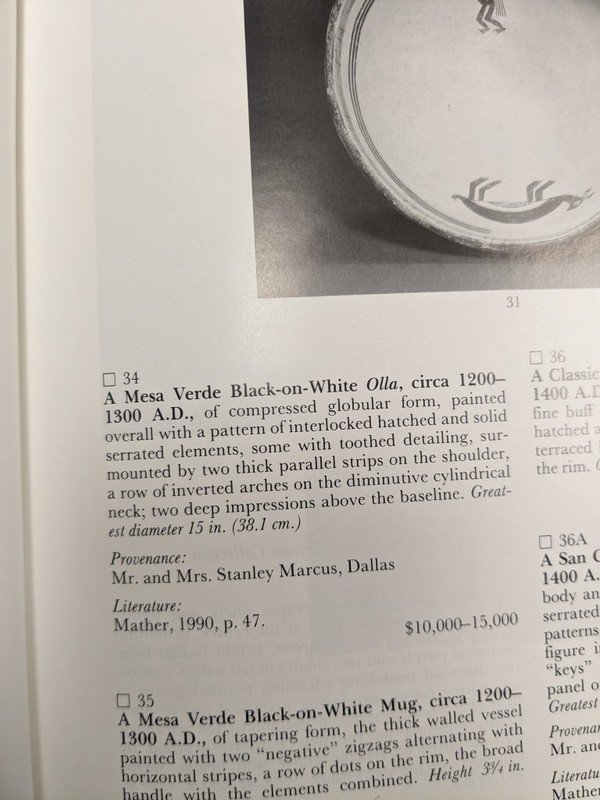 31
□ 34
A Mesa Verde Black-on-White Olla, circa 1200–
1300 A.D., of compressed globular form, painted
overall with a pattern of interlocked hatched and solid
serrated elements, some with toothed detailing, sur-
mounted by two thick parallel strips on the shoulder,
a row of inverted arches on the diminutive cylindrical
neck; two deep impressions above the baseline. Great-
est diameter 15 in. (38.1 cm.)
Provenance:
Mr. and Mrs. Stanley Marcus, Dallas
Literature:
Mather, 1990, p. 47.
$10,000–15,000
□ 35
A Mesa Verde Black-on-White Mug, circa 1200–
1300 A.D., of tapering form, the thick walled vessel
painted with two “negative” zigzags alternating with
horizontal stripes, a row of dots on the rim, the broad
handle with the elements combined. Height 3¾ in.
□ 36
A Classic
1400 A.D
fine buff
hatched a
terraced
the rim.
□ 36A
A San
1400 A.
body an
serrated
patterns
figure i
“keys”
panel o
Greatest
Provenan
Mr. and
Literatu
Mather